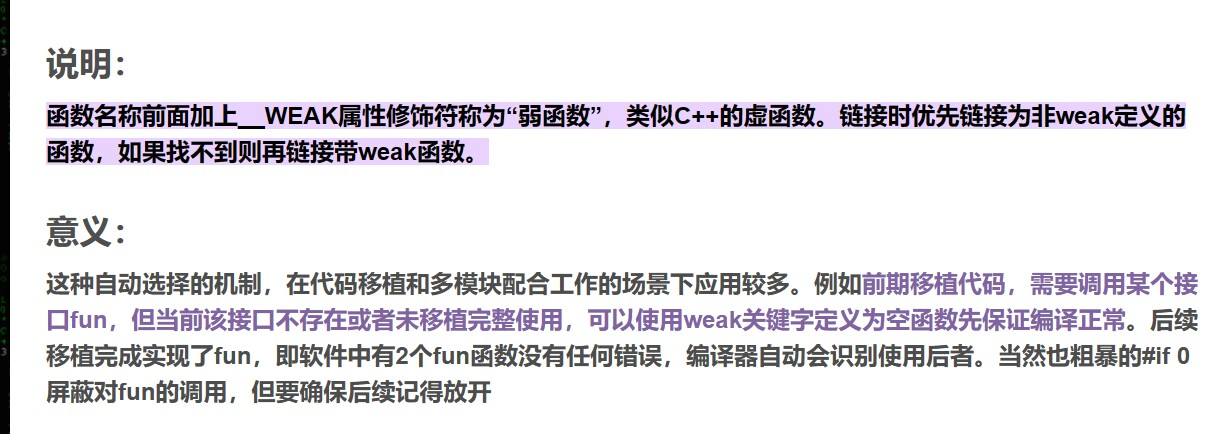 说明：
函数名称前面加上__WEAK属性修饰符称为“弱函数”，类似C++的虚函数。链接时优先链接为非weak定义的
函数，如果找不到则再链接带weak函数。
意义：
这种自动选择的机制，在代码移植和多模块配合工作的场景下应用较多。例如前期移植代码，需要调用某个接
口fun，但当前该接口不存在或者未移植完整使用，可以使用weak关键字定义为空函数先保证编译正常。后续
移植完成实现了fun，即软件中有2个fun函数没有任何错误，编译器自动会识别使用后者。当然也粗暴的#if 0
屏蔽对fun的调用，但要确保后续记得放开